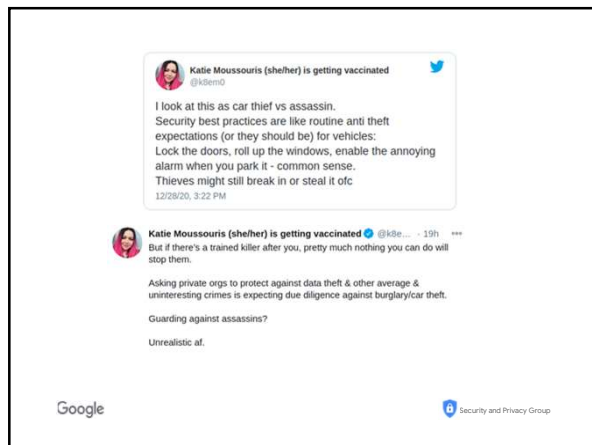 Katie Moussouris (she/her) is getting vaccinated
@k8em0
I look at this as car thief vs assassin.
Security best practices are like routine anti theft
expectations (or they should be) for vehicles:
Lock the doors, roll up the windows, enable the annoying
alarm when you park it - common sense.
Thieves might still break in or steal it ofc
12/28/20, 3:22 PM
Katie Moussouris (she/her) is getting vaccinated @k8e... · 19h
But if there's a trained killer after you, pretty much nothing you can do will
stop them.
Asking private orgs to protect against data theft & other average &
uninteresting crimes is expecting due diligence against burglary/car theft.
Guarding against assassins?
Unrealistic af.
Google
Security and Privacy Group